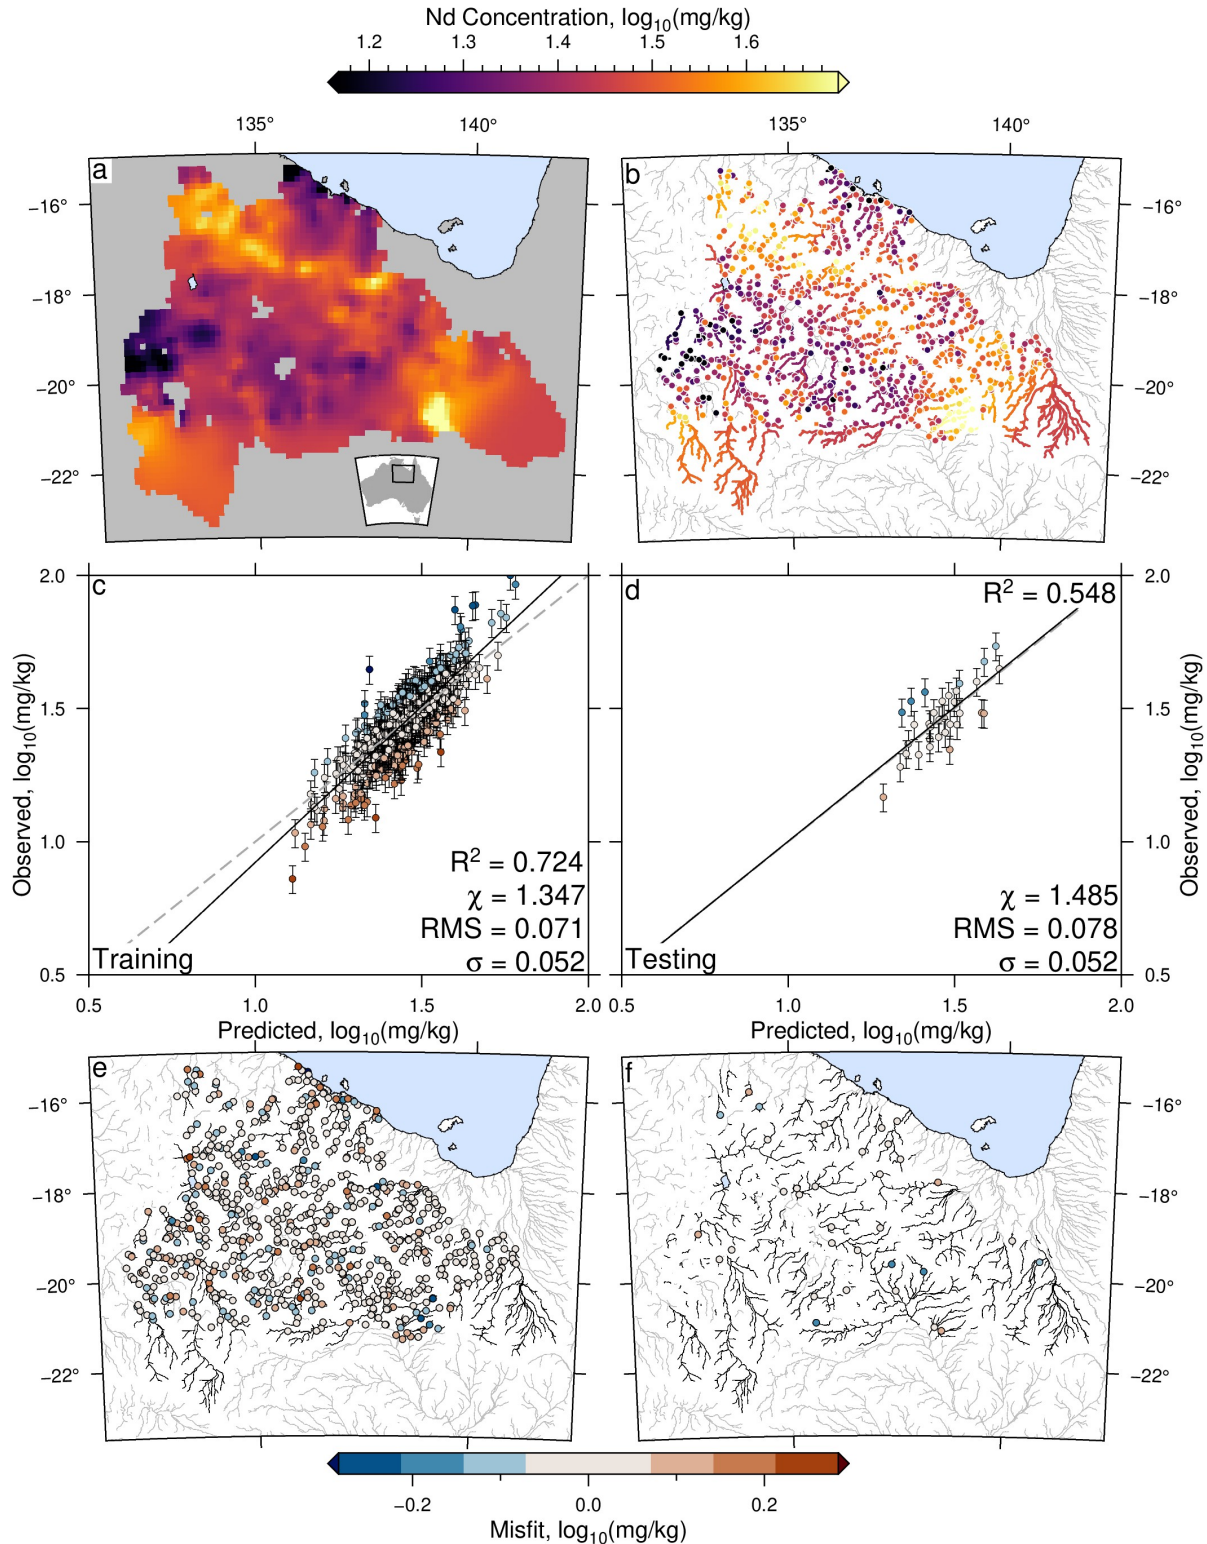 Nd Concentration, log10(mg/kg)
1.2 1.3 1.4 1.5 1.6
135° 140° 135° 140°
a b
−16° −16°
−18° −18°
−20° −20°
−22° −22°
2.0 c d 2.0
R² = 0.548
1.5 1.5
Observed, log10(mg/kg)
Observed, log10(mg/kg)
1.0 1.0
R² = 0.724
χ = 1.347 χ = 1.485
RMS = 0.071 RMS = 0.078
Training σ = 0.052 Testing σ = 0.052
0.5 0.5
0.5 1.0 1.5 2.0 0.5 1.0 1.5 2.0
Predicted, log10(mg/kg) Predicted, log10(mg/kg)
e f
−16° −16°
−18° −18°
−20° −20°
−22° −22°
−0.2 0.0 0.2
Misfit, log10(mg/kg)